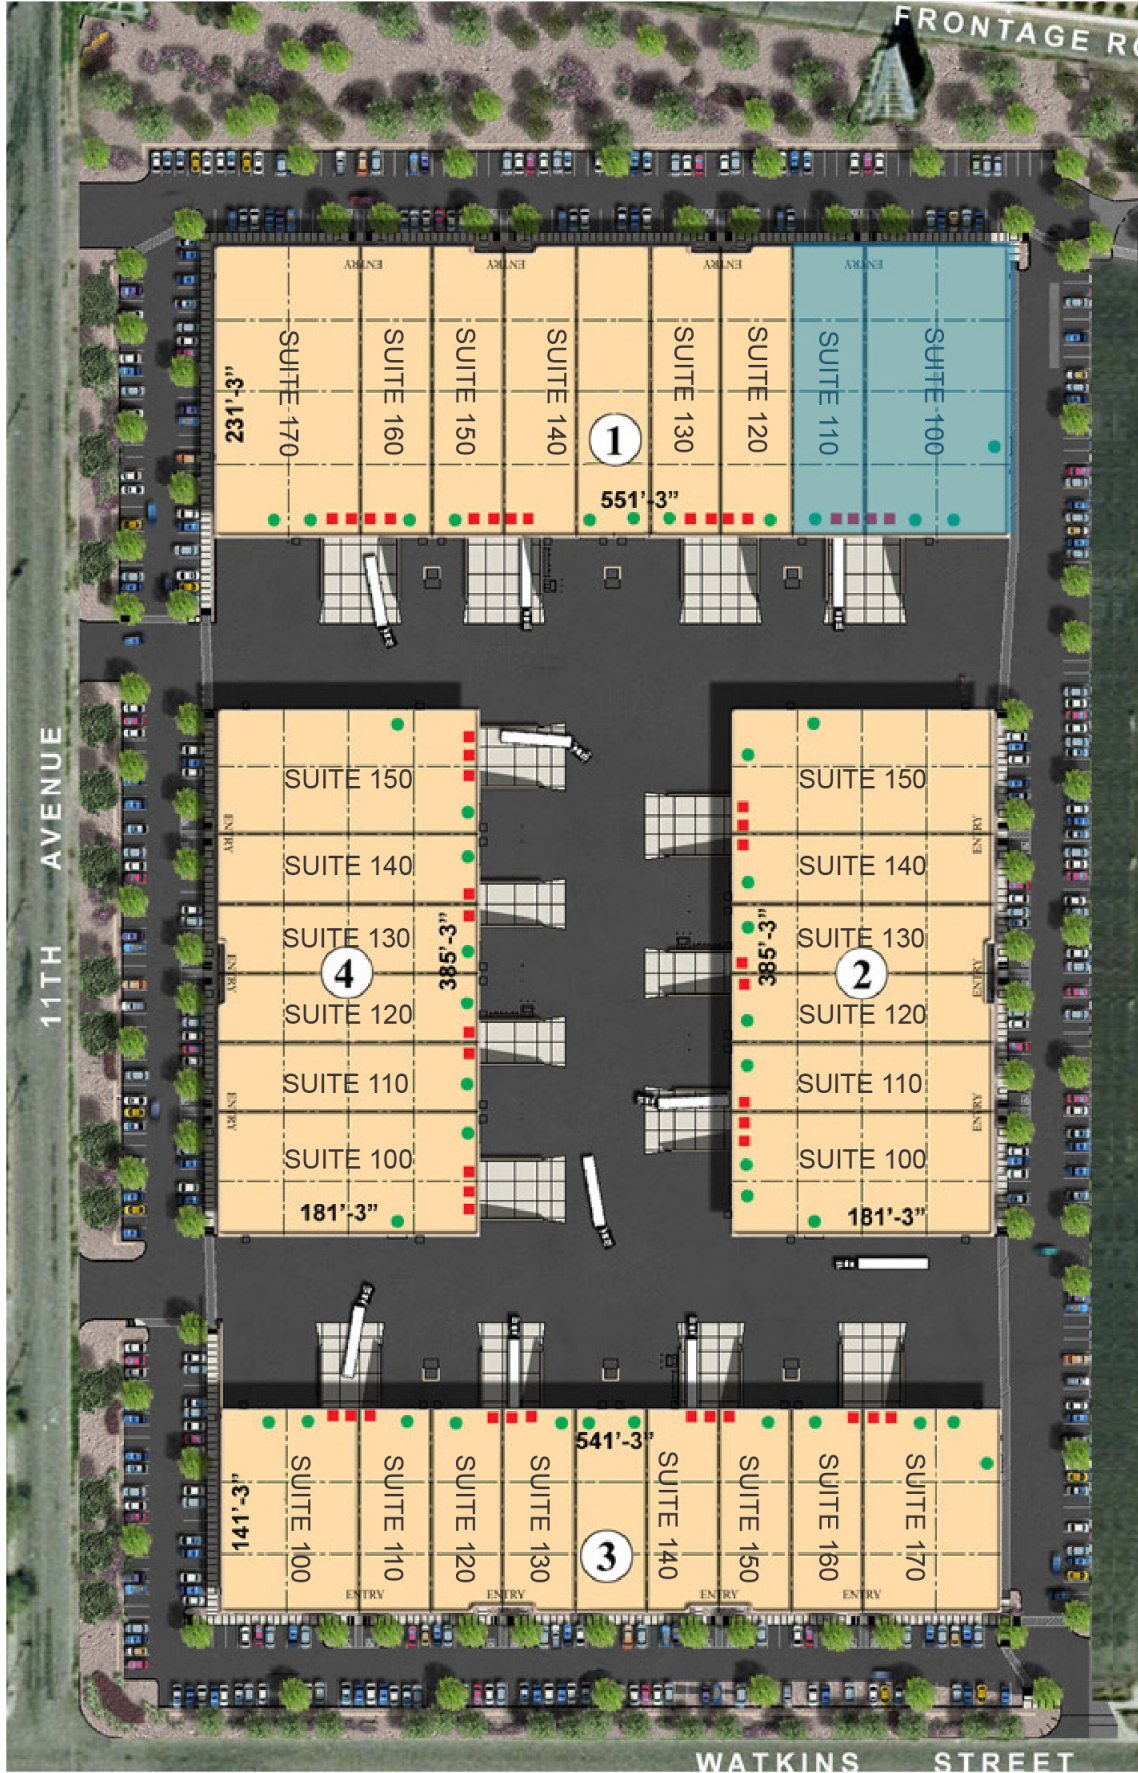 FRONTAGE RO
ENTRY
ENTRY
ENTRY
ENTRY
SUITE 170
SUITE 160
SUITE 150
SUITE 140
SUITE 130
SUITE 120
SUITE 110
SUITE 100
231'-3"
1
551'-3"
11TH AVENUE
SUITE 150
SUITE 140
SUITE 130
SUITE 120
SUITE 110
SUITE 100
ENTRY
ENTRY
ENTRY
4
385'-3"
181'-3"
SUITE 150
SUITE 140
SUITE 130
SUITE 120
SUITE 110
SUITE 100
ENTRY
ENTRY
ENTRY
2
385'-3"
181'-3"
541'-3"
141'-3"
SUITE 100
SUITE 110
SUITE 120
SUITE 130
SUITE 140
SUITE 150
SUITE 160
SUITE 170
3
ENTRY
ENTRY
ENTRY
ENTRY
WATKINS STREET